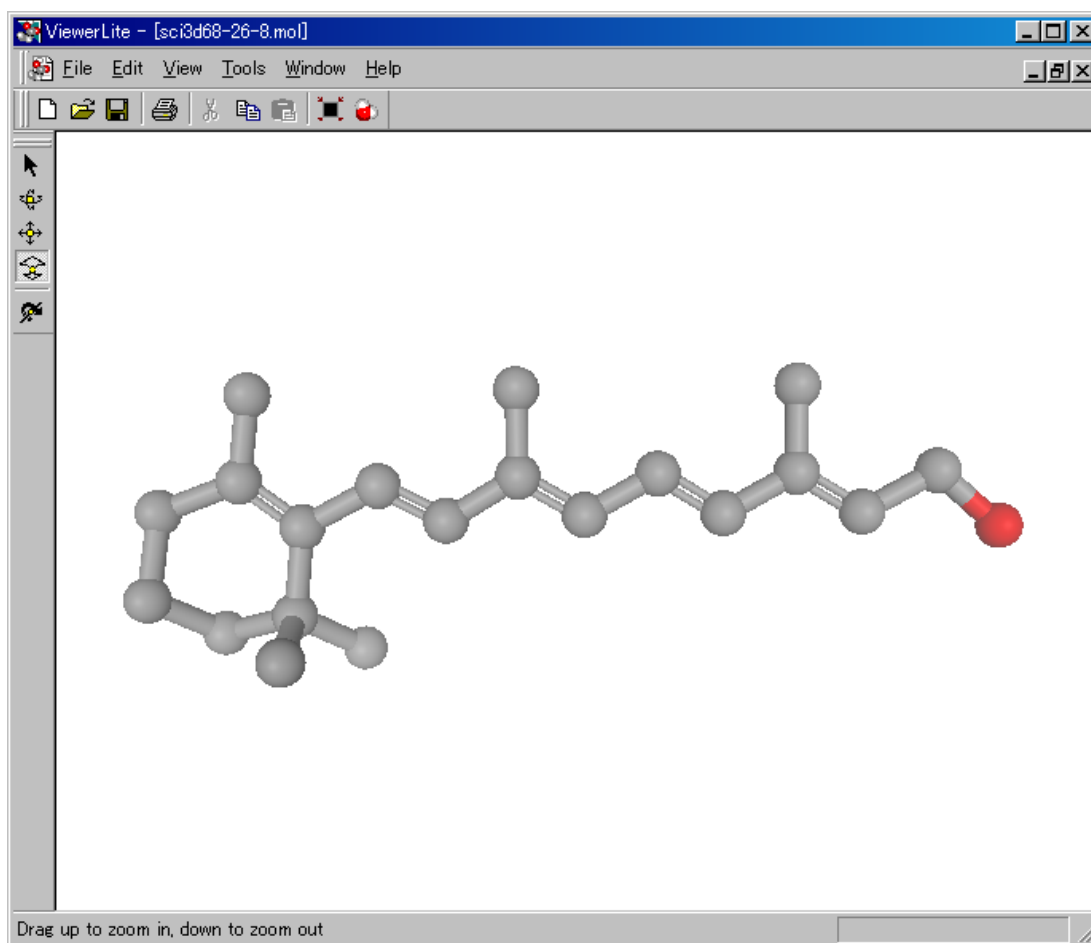 ViewerLite - [sci3d68-26-8.mol]
File Edit View Tools Window Help
Drag up to zoom in, down to zoom out